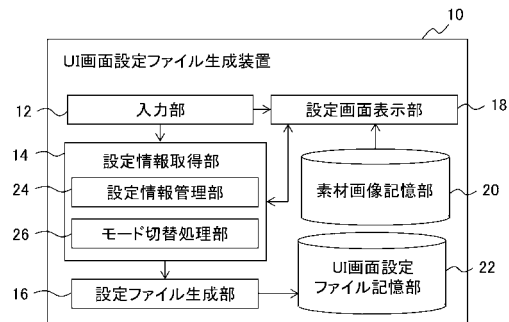 10
UI画面設定ファイル生成装置
12
入力部
設定画面表示部
18
14
設定情報取得部
24
設定情報管理部
素材画像記憶部
20
26
モード切替処理部
UI画面設定
ファイル記憶部
22
16
設定ファイル生成部